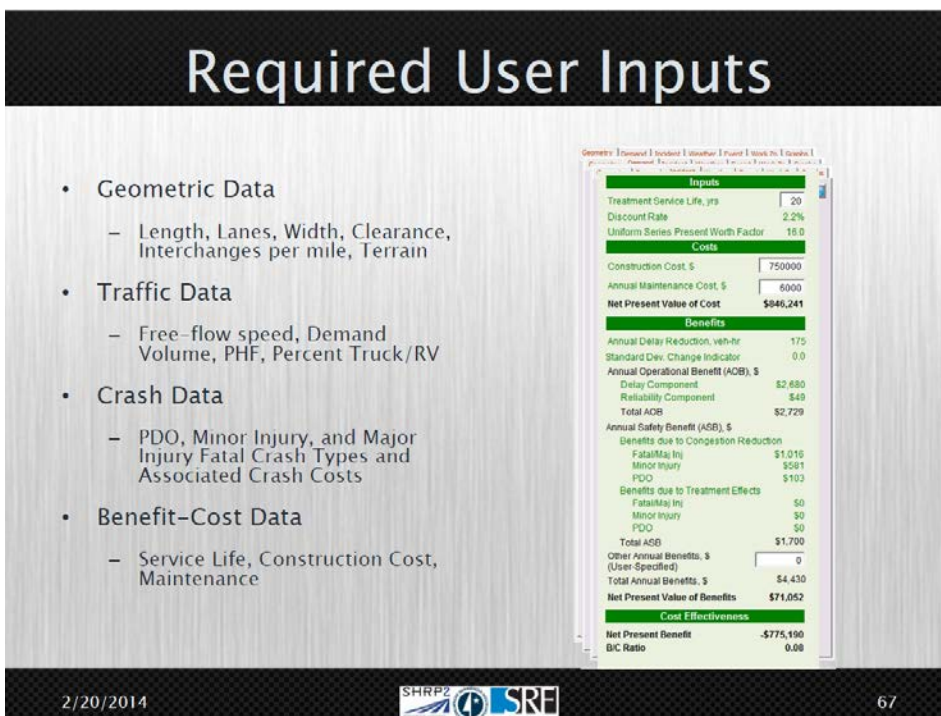 Required User Inputs
• Geometric Data
– Length, Lanes, Width, Clearance,
Interchanges per mile, Terrain
• Traffic Data
– Free-flow speed, Demand
Volume, PHF, Percent Truck/RV
• Crash Data
– PDO, Minor Injury, and Major
Injury Fatal Crash Types and
Associated Crash Costs
• Benefit-Cost Data
– Service Life, Construction Cost,
Maintenance
Geometry | Demand | Incident | Weather | Event | Work Zn | Graphs |
Inputs
Treatment Service Life, yrs 20
Discount Rate 2.2%
Uniform Series Present Worth Factor 16.0
Costs
Construction Cost, $ 750000
Annual Maintenance Cost, $ 6000
Net Present Value of Cost $846,241
Benefits
Annual Delay Reduction, veh-hr 175
Standard Dev. Change Indicator 0.0
Annual Operational Benefit (AOB), $
Delay Component $2,680
Reliability Component $49
Total AOB $2,729
Annual Safety Benefit (ASB), $
Benefits due to Congestion Reduction
Fatal/Maj Inj $1,016
Minor Injury $581
PDO $103
Benefits due to Treatment Effects
Fatal/Maj Inj $0
Minor Injury $0
PDO $0
Total ASB $1,700
Other Annual Benefits, $ 0
(User-Specified)
Total Annual Benefits, $ $4,430
Net Present Value of Benefits $71,052
Cost Effectiveness
Net Present Benefit -$775,190
B/C Ratio 0.08
2/20/2014
SHRP2
SRF
67